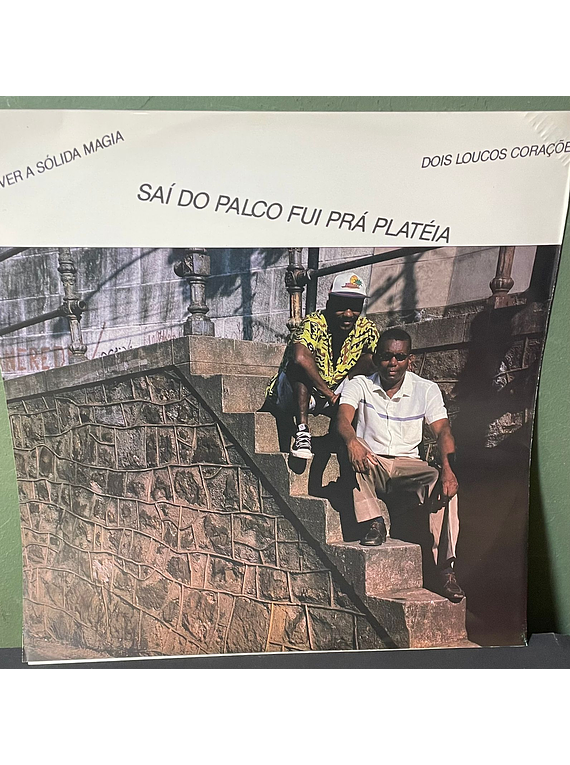 VER A SÓLIDA MAGIA
DOIS LOUCOS CORAÇÕE
SAÍ DO PALCO FUI PRÁ PLATÉIA